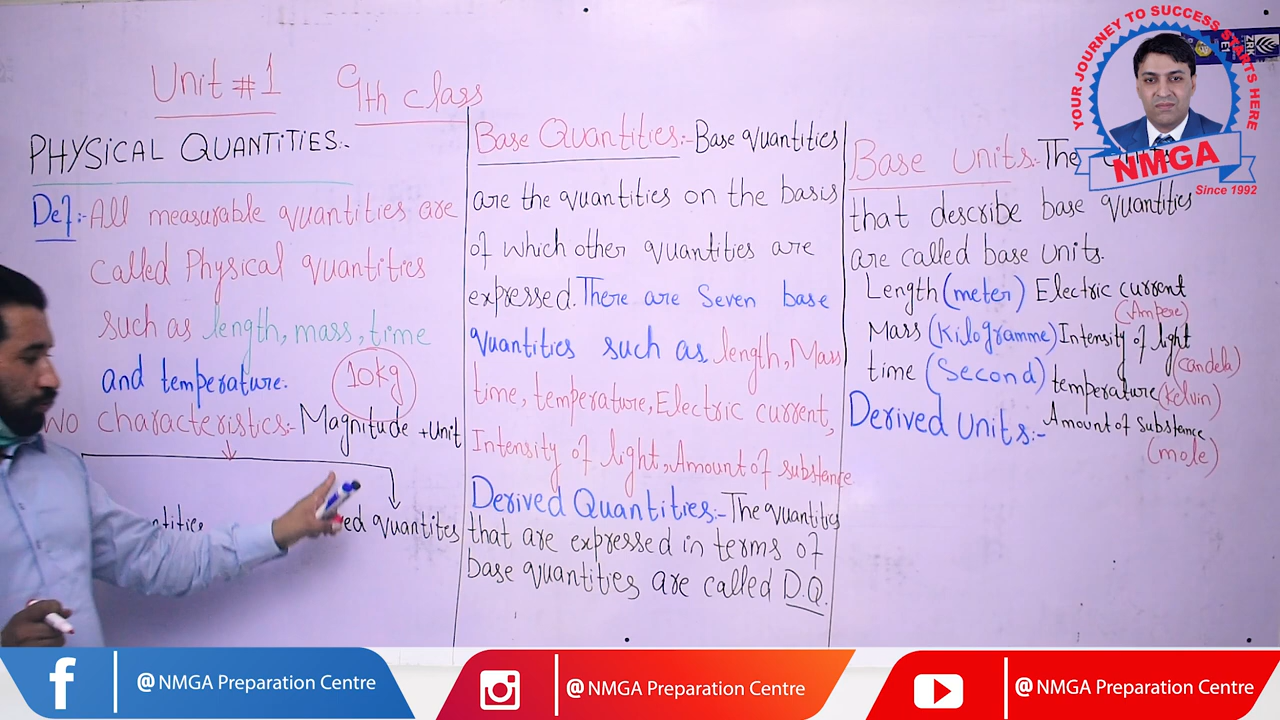 Unit #1 9th class
PHYSICAL QUANTITIES:-
Def:- All measurable quantities are
called Physical quantities
such as length, mass, time
and temperature.
10kg
characteristics:- Magnitude + unit
quantites
Base Quantities:- Base quantities
are the quantities on the basis
of which other quantities are
expressed. There are Seven base
quantities such as length, Mass
time, temperature, Electric current,
Intensity of light, Amount of substance
Derived Quantities:- The quantities
that are expressed in terms of
base quantities are called D.Q.
Base Units:- The
that describe base quantities
are called base units.
Length (meter) Electric current
(Ampere)
Mass (Kilogramme) Intensity of light
(candela)
time (Second) temperature (kelvin)
Derived Units:- Amount of substance
(mole)
YOUR JOURNEY TO SUCCESS STARTS HERE
NMGA
Since 1992
ZRK
E1
@NMGA Preparation Centre
@NMGA Preparation Centre
@NMGA Preparation Centre